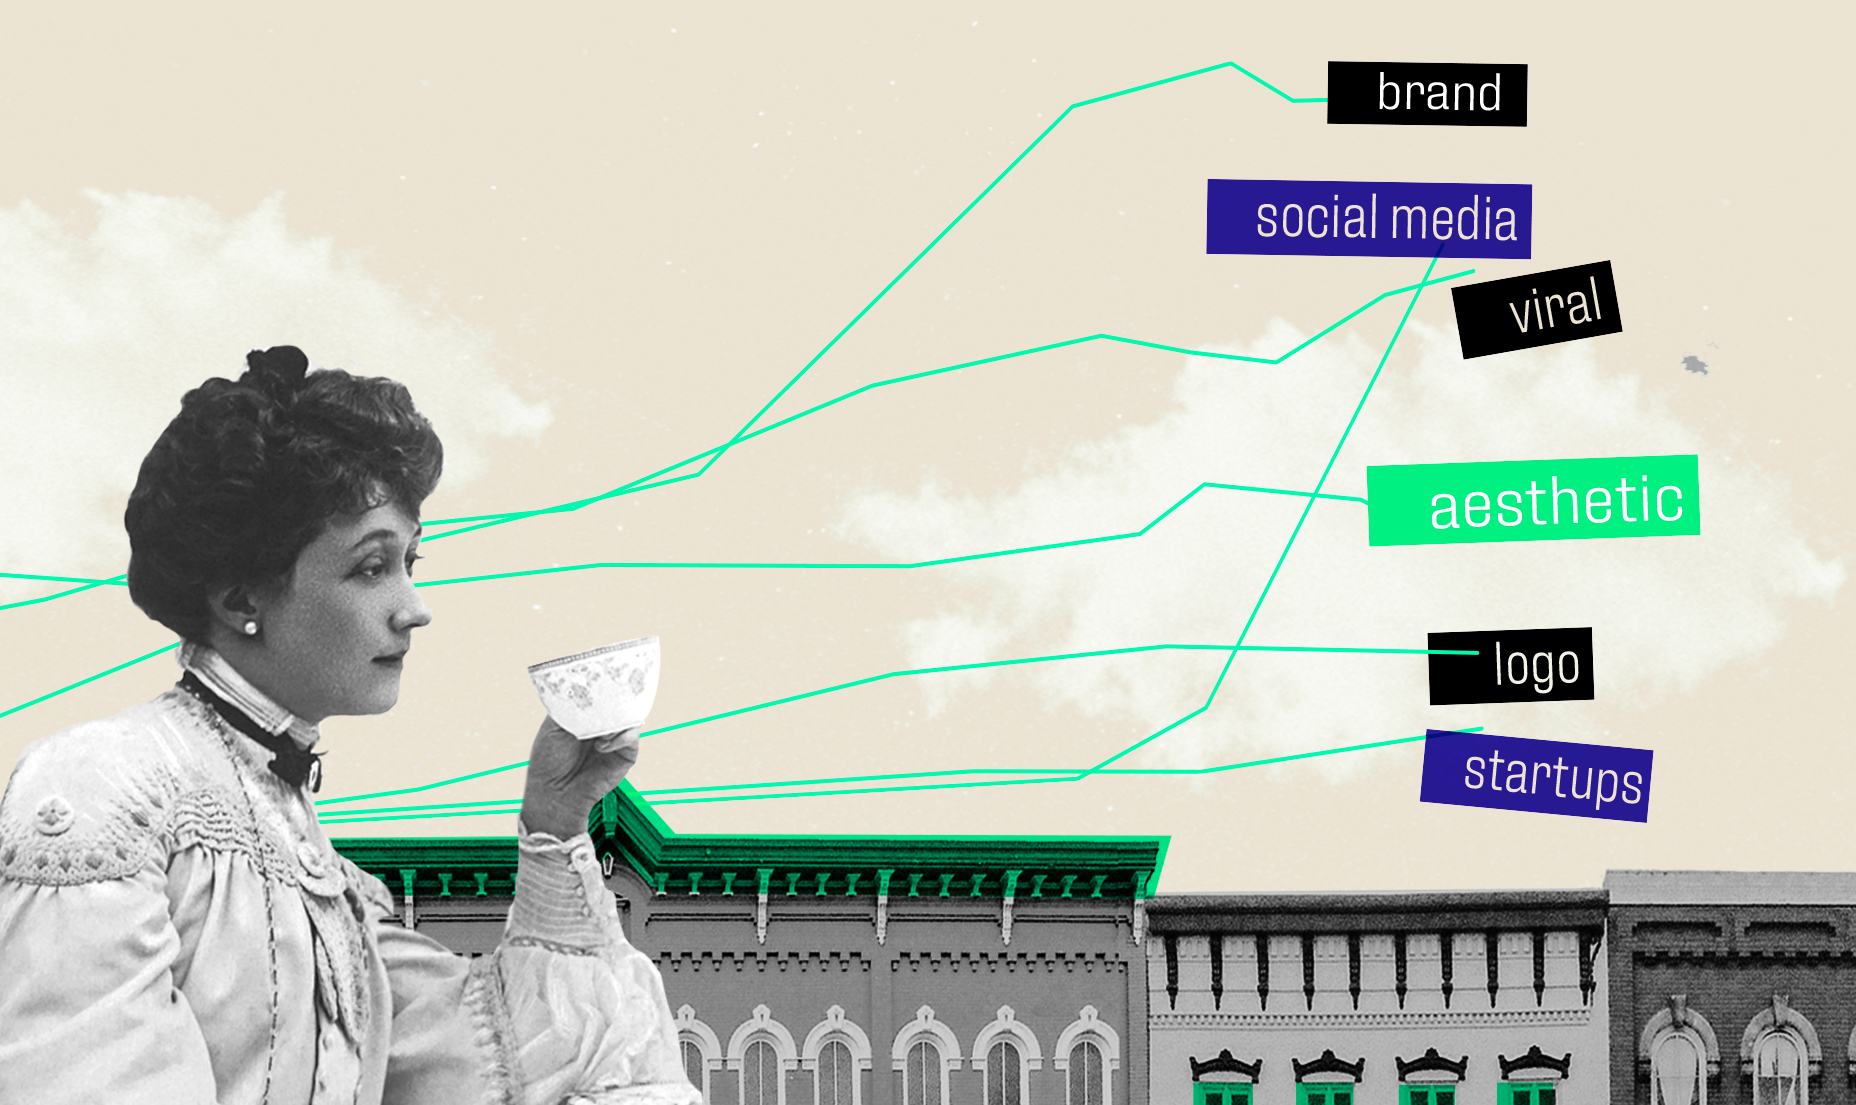 brand
social media
viral
aesthetic
logo
startups